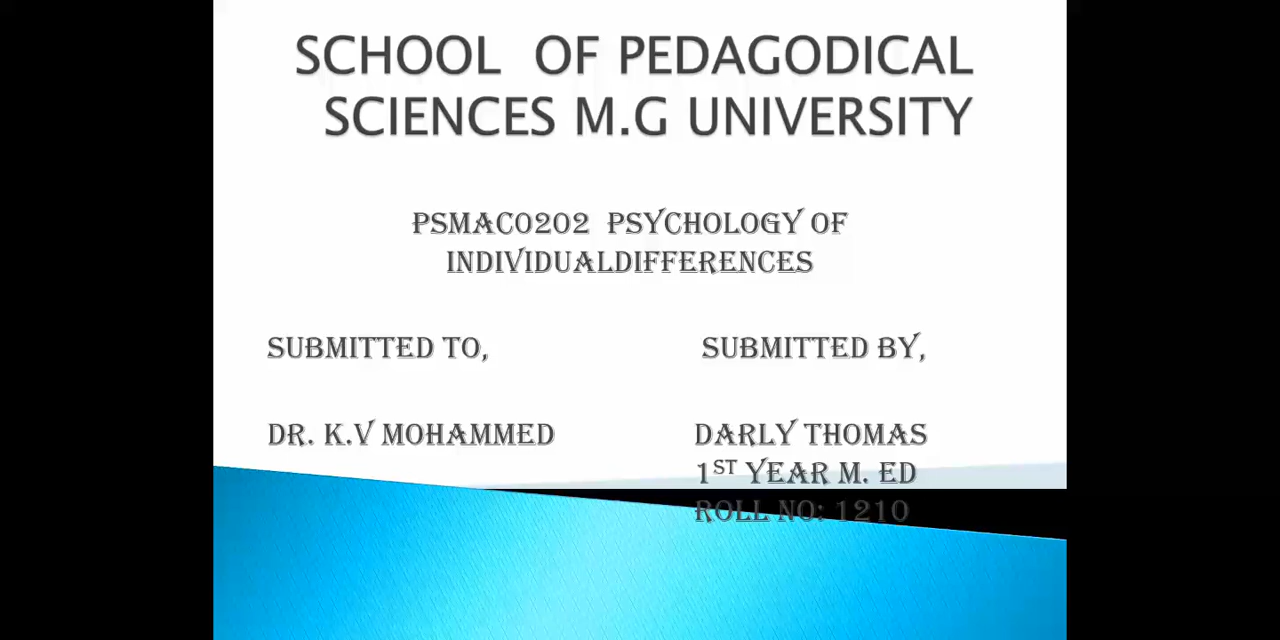 SCHOOL OF PEDAGODICAL
SCIENCES M.G UNIVERSITY
PSMAC0202 PSYCHOLOGY OF
INDIVIDUALDIFFERENCES
SUBMITTED TO, SUBMITTED BY,
DR. K.V MOHAMMED DARLY THOMAS
1ST YEAR M. ED
ROLL NO: 1210